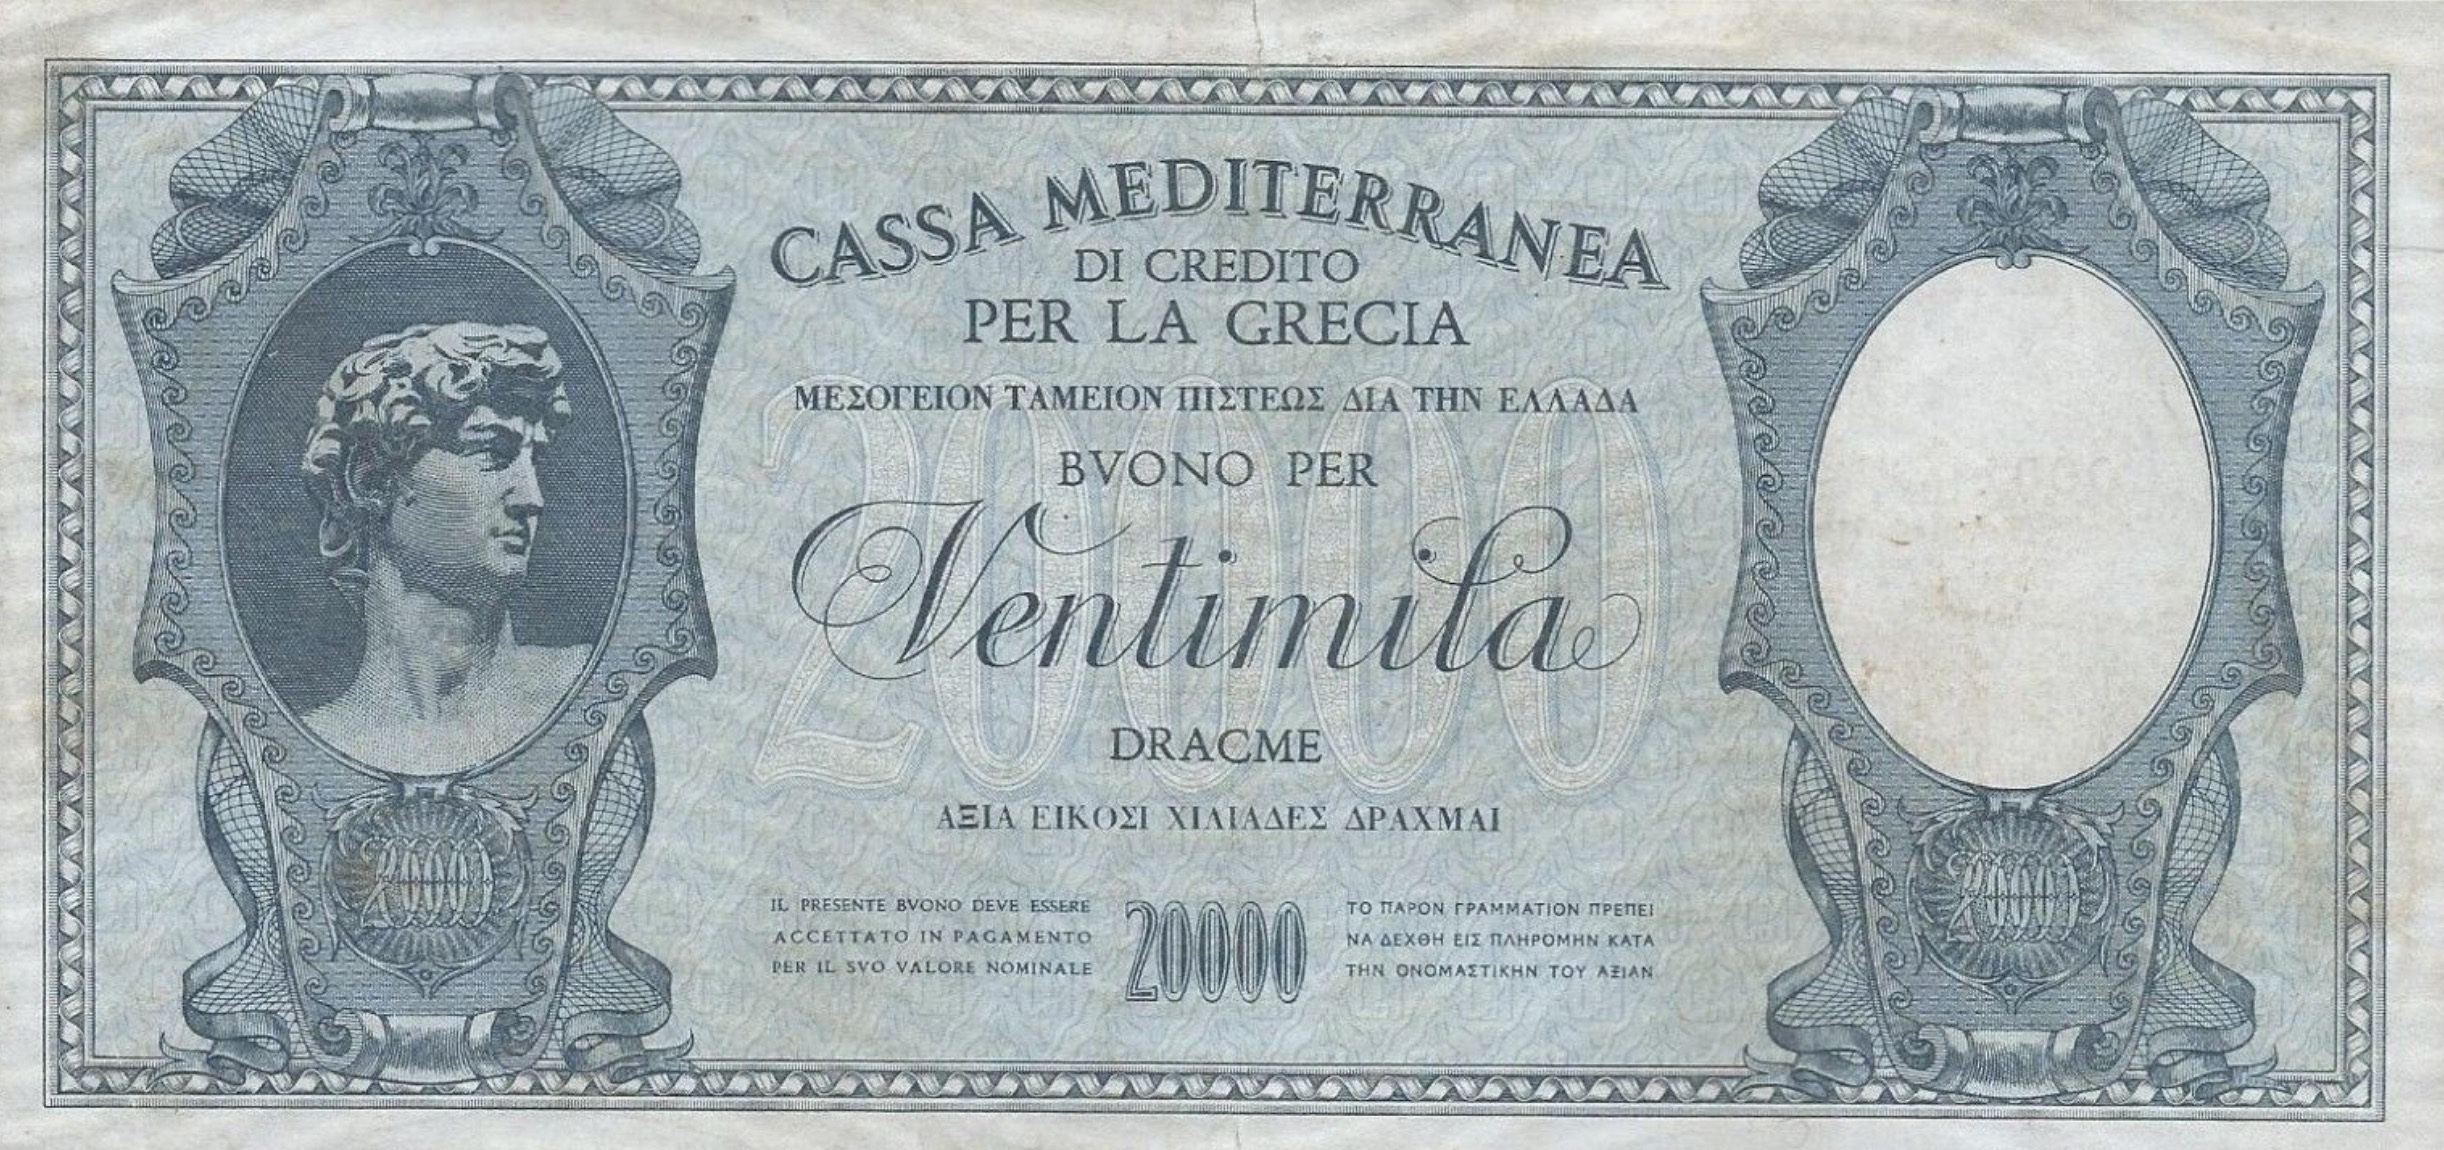 CASSA MEDITERRANEA
DI CREDITO
PER LA GRECIA
ΜΕΣΟΓΕΙΟΝ ΤΑΜΕΙΟΝ ΠΙΣΤΕΩΣ ΔΙΑ ΤΗΝ ΕΛΛΑΔΑ
BVONO PER
20000
Ventimila
DRACME
ΑΞΙΑ ΕΙΚΟΣΙ ΧΙΛΙΑΔΕΣ ΔΡΑΧΜΑΙ
20000
20000
IL PRESENTE BVONO DEVE ESSERE
ACCETTATO IN PAGAMENTO
PER IL SVO VALORE NOMINALE
20000
ΤΟ ΠΑΡΟΝ ΓΡΑΜΜΑΤΙΟΝ ΠΡΕΠΕΙ
ΝΑ ΔΕΧΘΗ ΕΙΣ ΠΛΗΡΟΜΗΝ ΚΑΤΑ
ΤΗΝ ΟΝΟΜΑΣΤΙΚΗΝ ΤΟΥ ΑΞΙΑΝ